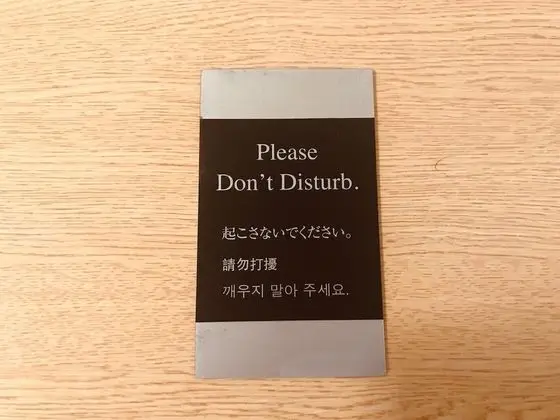 Please
Don't Disturb.
起こさないでください。
請勿打擾
깨우지 말아 주세요.